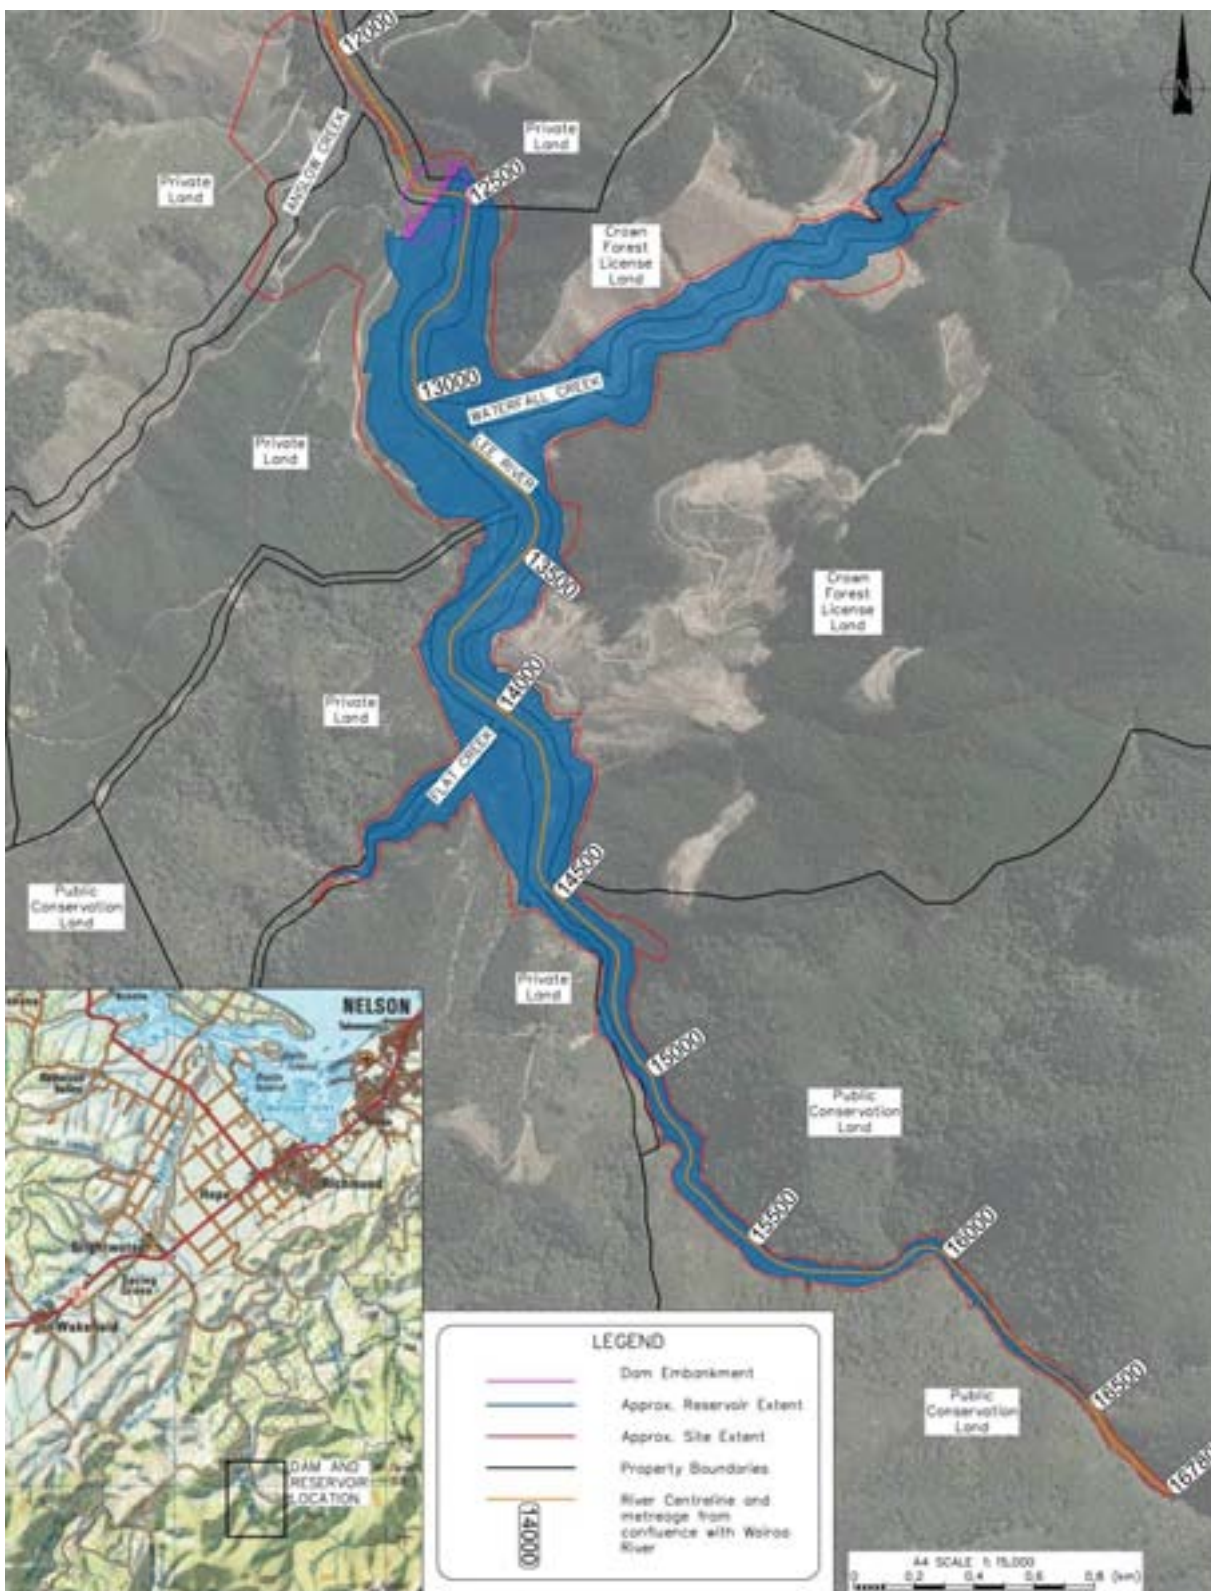 12000
N
Private
Land
ANSLOW CREEK
Private
Land
12500
Crown
Forest
License
Land
13000
WATERFALL CREEK
LEE RIVER
Private
Land
13500
Crown
Forest
License
Land
14000
Private
Land
FLAT CREEK
14500
Public
Conservation
Land
Private
Land
15000
Public
Conservation
Land
15500
16000
16500
Public
Conservation
Land
16780
NELSON
Richmond
Hope
Brightwater
Spring
Grove
Wakefield
DAM AND
RESERVOIR
LOCATION
LEGEND
Dam Embankment
Approx. Reservoir Extent
Approx. Site Extent
Property Boundaries
River Centreline and
metreage from
confluence with Wairoa
River
14000
A4 SCALE 1: 15,000
0 0,2 0,4 0,6 0,8 (km)